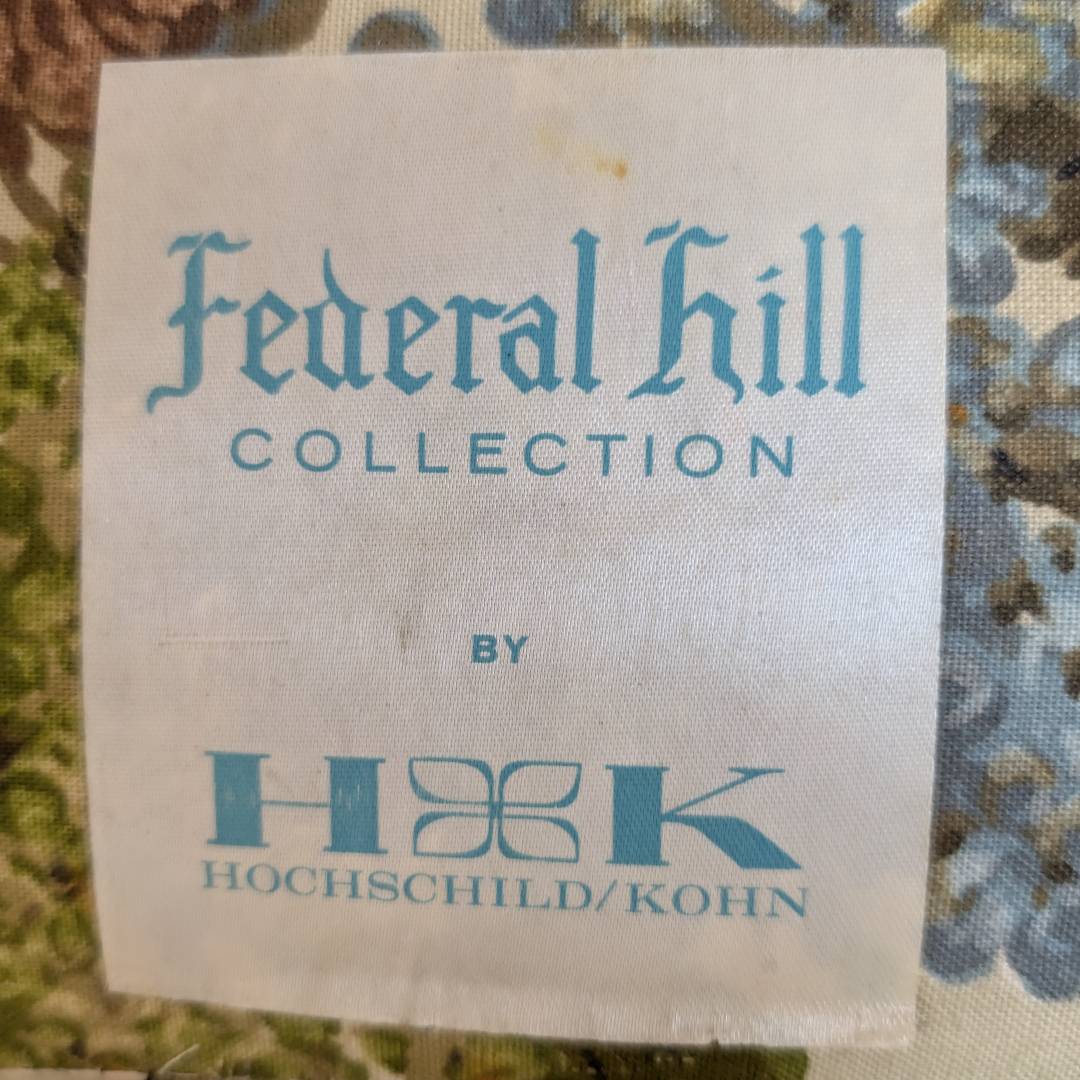 Federal Hill
COLLECTION
BY
HK
HOCHSCHILD/KOHN